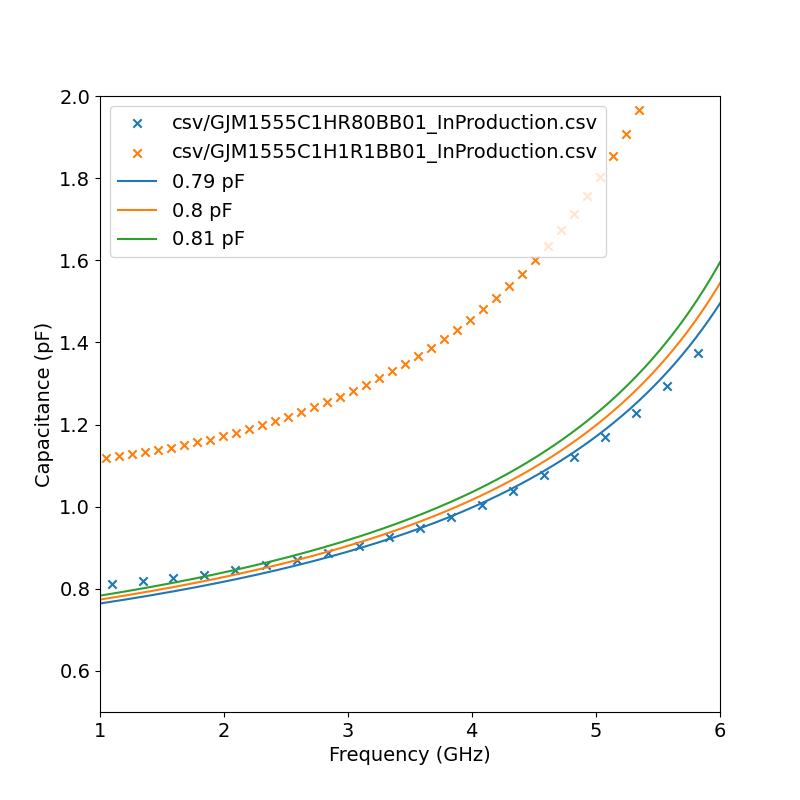 csv/GJM1555C1HR80BB01_InProduction.csv
csv/GJM1555C1H1R1BB01_InProduction.csv
0.79 pF
0.8 pF
0.81 pF
2.0
1.8
1.6
1.4
1.2
1.0
0.8
0.6
Capacitance (pF)
1 2 3 4 5 6
Frequency (GHz)